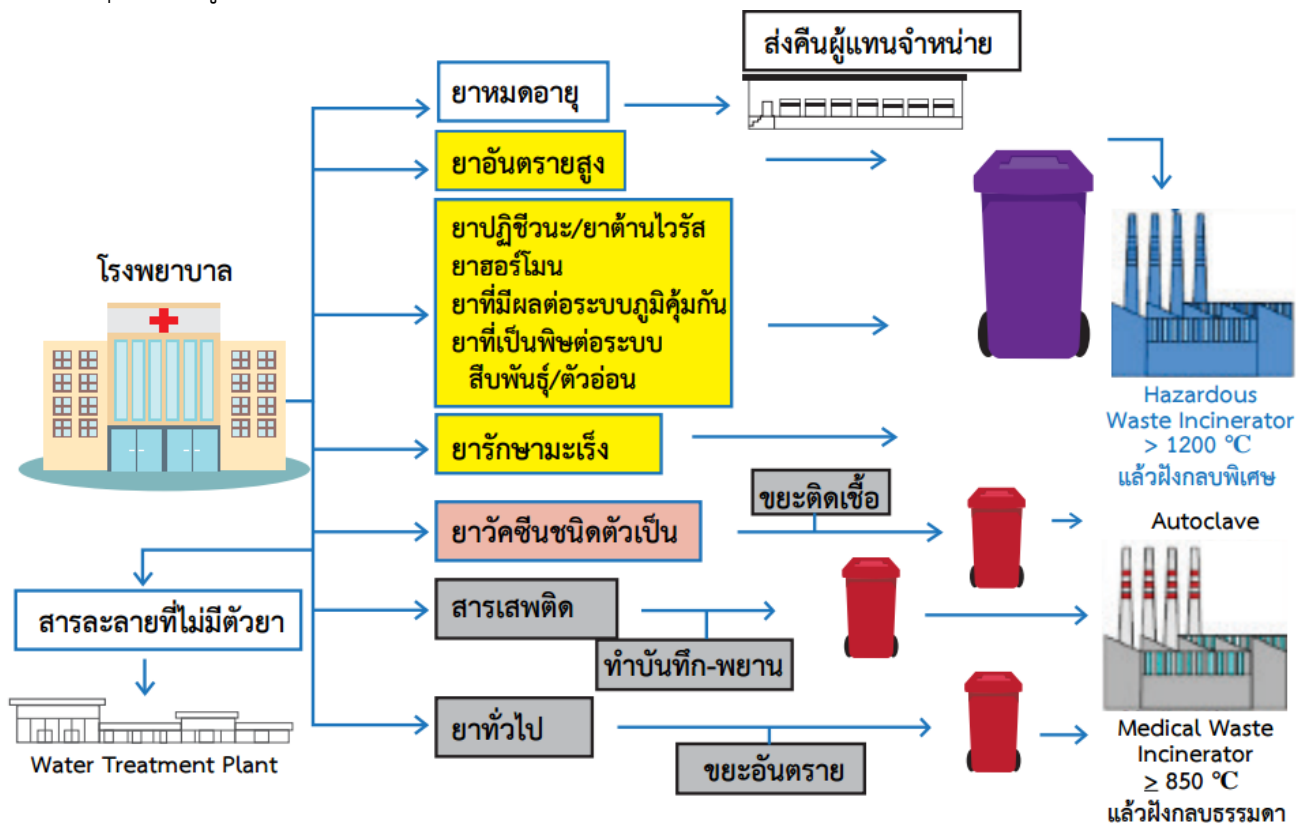 ส่งคืนผู้แทนจำหน่าย
ยาหมดอายุ
ยาอันตรายสูง
ยาปฏิชีวนะ/ยาต้านไวรัส
ยาฮอร์โมน
ยาที่มีผลต่อระบบภูมิคุ้มกัน
ยาที่เป็นพิษต่อระบบ
สืบพันธุ์/ตัวอ่อน
โรงพยาบาล
Hazardous
Waste Incinerator
> 1200 °C
แล้วฝังกลบพิเศษ
ยารักษามะเร็ง
ขยะติดเชื้อ
ยาวัคซีนชนิดตัวเป็น
Autoclave
สารเสพติด
สารละลายที่ไม่มีตัวยา
ทำบันทึก-พยาน
ยาทั่วไป
Water Treatment Plant
ขยะอันตราย
Medical Waste
Incinerator
≥ 850 °C
แล้วฝังกลบธรรมดา